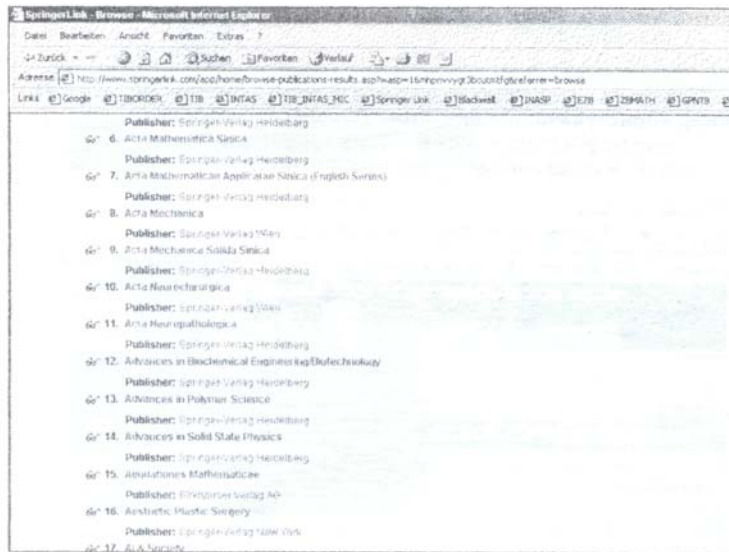 SpringerLink - Browse - Microsoft Internet Explorer
Datei Bearbeiten Ansicht Favoriten Extras ?
Zurück Suchen Favoriten Verlauf
Adresse
Links Google TIBORDER TIB INTAS TIB_INTAS_MIC Springer Link Blackwell INASP EZB ZBMATH GPNTB
Publisher: Springer-Verlag Heidelberg
6. Acta Mathematica Sinica
Publisher: Springer-Verlag Heidelberg
7. Acta Mathematicae Applicatae Sinica (English Series)
Publisher: Springer-Verlag Heidelberg
8. Acta Mechanica
Publisher: Springer-Verlag Wien
9. Acta Mechanica Solida Sinica
Publisher: Springer-Verlag Heidelberg
10. Acta Neurochirurgica
Publisher: Springer-Verlag Wien
11. Acta Neuropathologica
Publisher: Springer-Verlag Heidelberg
12. Advances in Biochemical Engineering/Biotechnology
Publisher: Springer-Verlag Heidelberg
13. Advances in Polymer Science
Publisher: Springer-Verlag Heidelberg
14. Advances in Solid State Physics
Publisher: Springer-Verlag Heidelberg
15. Aequationes Mathematicae
Publisher: Birkhäuser Verlag AG
16. Aesthetic Plastic Surgery
Publisher: Springer-Verlag New York
17. AI & Society